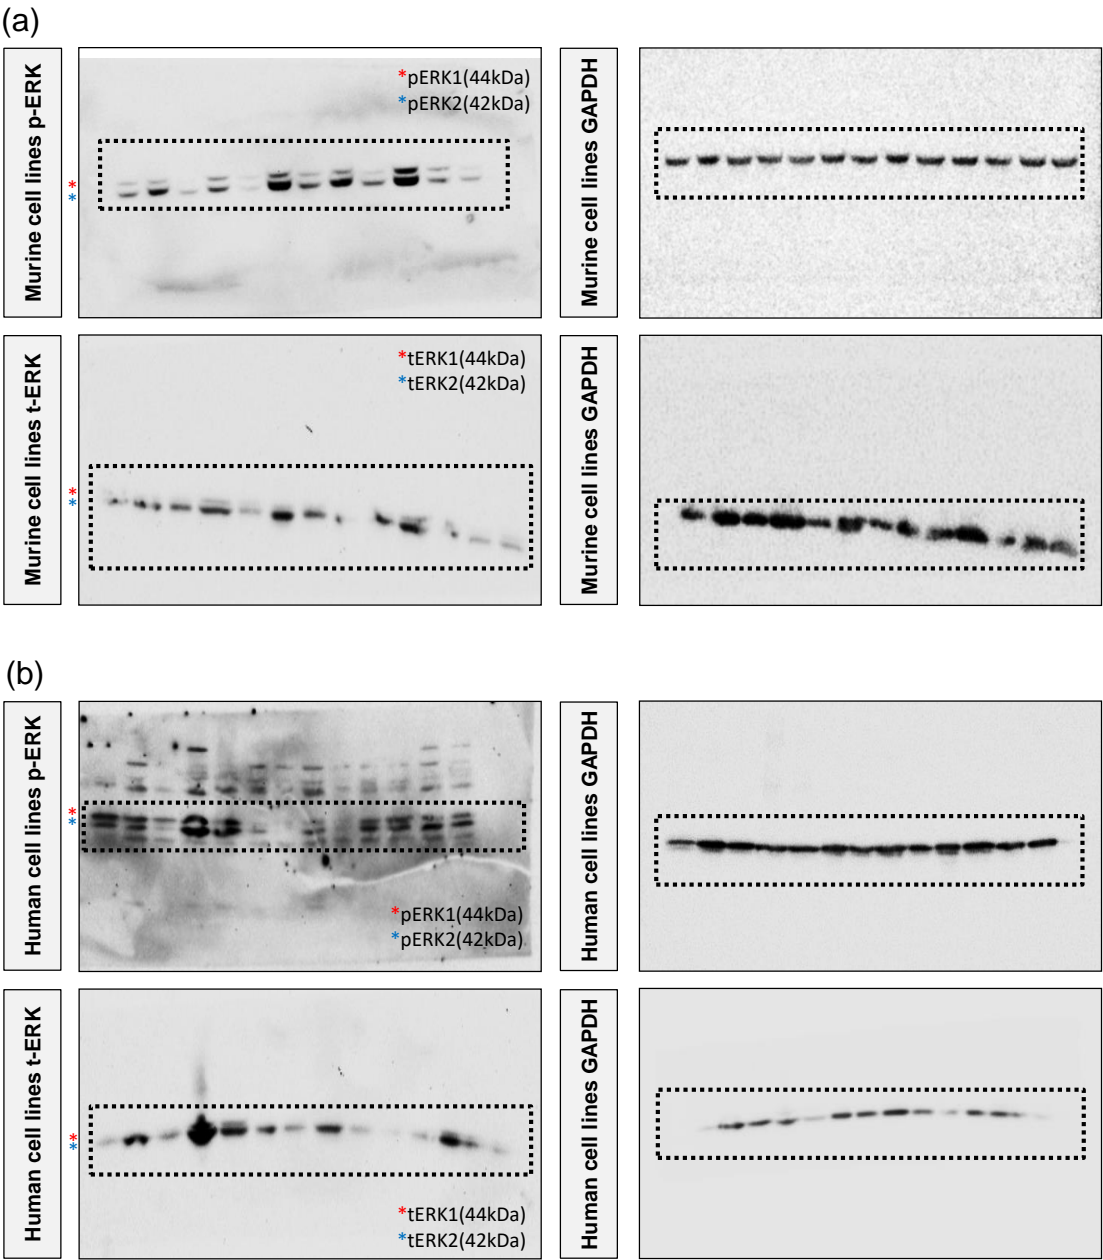 (a)
Murine cell lines p-ERK
*pERK1(44kDa)
*pERK2(42kDa)
*
*
Murine cell lines GAPDH
Murine cell lines t-ERK
*tERK1(44kDa)
*tERK2(42kDa)
*
*
Murine cell lines GAPDH
(b)
Human cell lines p-ERK
*
*
*pERK1(44kDa)
*pERK2(42kDa)
Human cell lines GAPDH
Human cell lines t-ERK
*
*
*tERK1(44kDa)
*tERK2(42kDa)
Human cell lines GAPDH